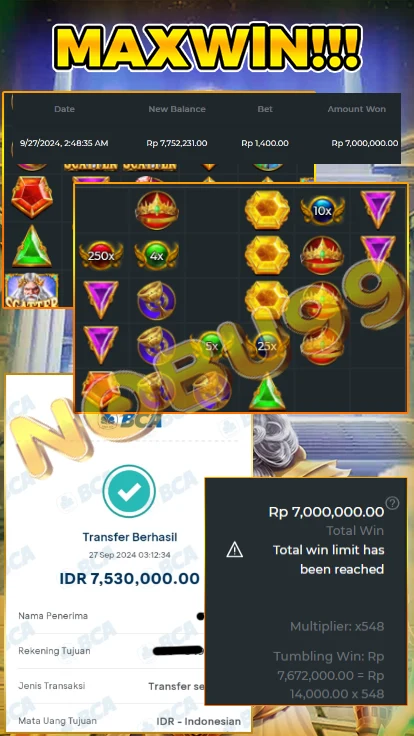 MAXWIN!!!
Date New Balance Bet Amount Won
9/27/2024, 2:48:35 AM Rp 7,752,231.00 Rp 1,400.00 Rp 7,000,000.00
10x
250x 4x
SCATTER
5x 25x
NOBU99
BCA
Transfer Berhasil
27 Sep 2024 03:12:34
IDR 7,530,000.00
Nama Penerima
Rekening Tujuan
Jenis Transaksi Transfer se
Mata Uang Tujuan IDR - Indonesian
Rp 7,000,000.00
Total Win
Total win limit has
been reached
Multiplier: x548
Tumbling Win: Rp
7,672,000.00 = Rp
14,000.00 x 548